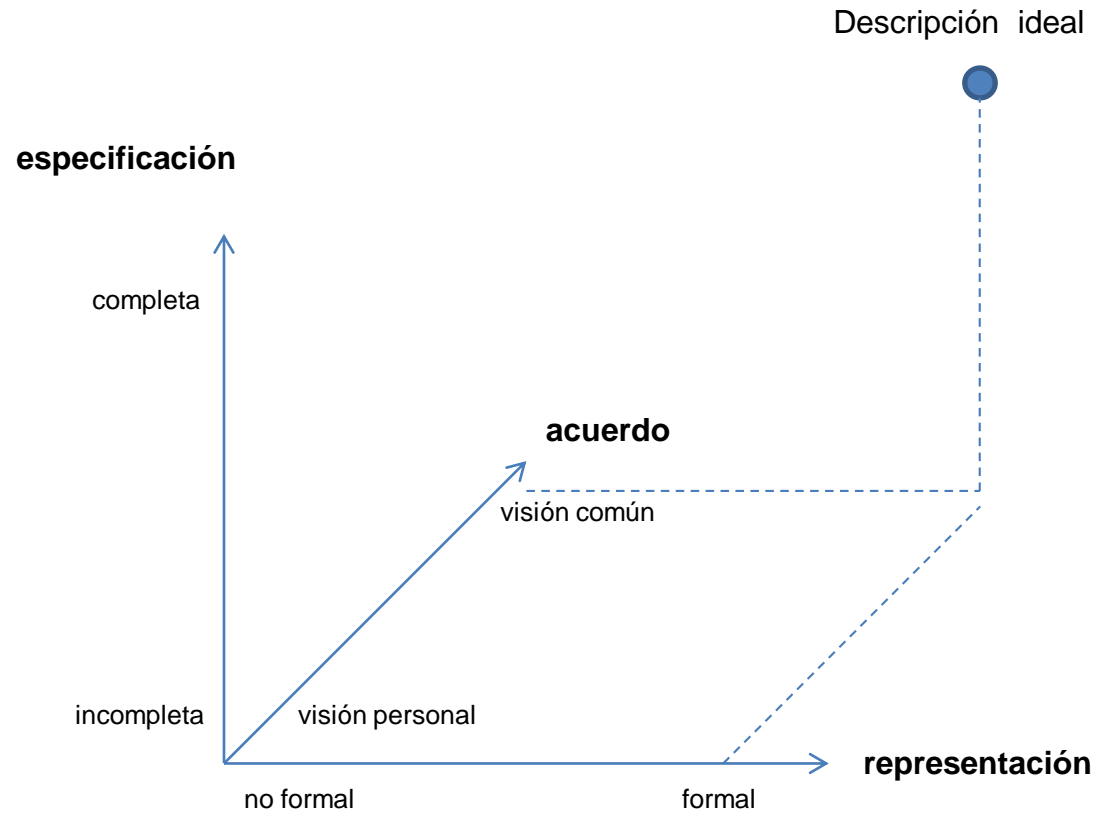 Descripción ideal
especificación
completa
acuerdo
visión común
incompleta
visión personal
representación
no formal
formal